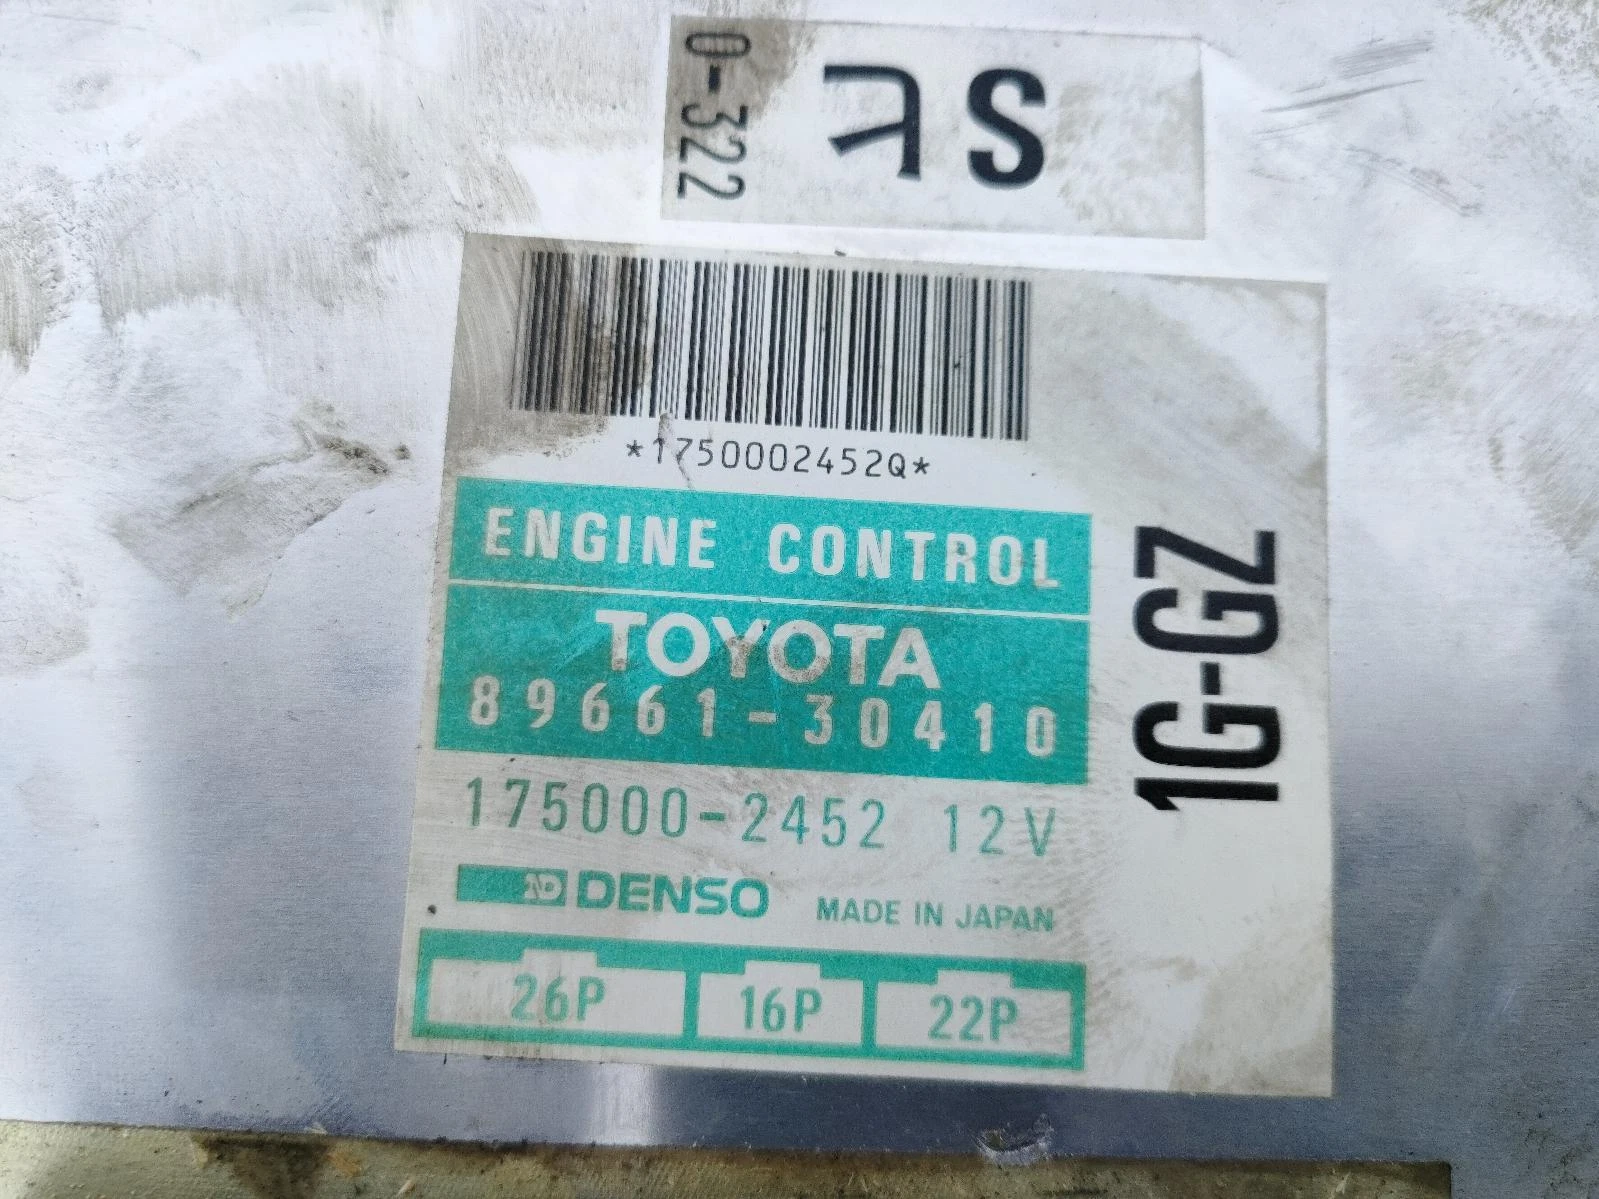 0-322
S
*1750002452Q*
ENGINE CONTROL
TOYOTA
89661-30410
175000-2452 12V
ND DENSO MADE IN JAPAN
26P 16P 22P
1G-GZ